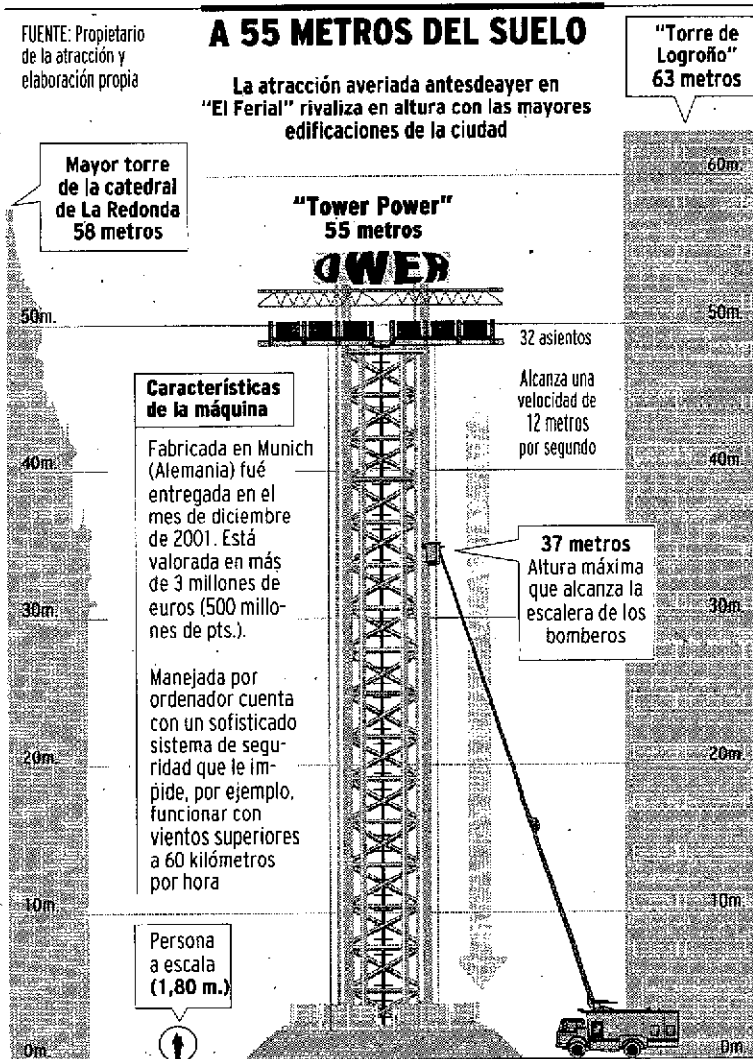 FUENTE: Propietario
de la atracción y
elaboración propia
A 55 METROS DEL SUELO
La atracción averiada antesdeayer en
"El Ferial" rivaliza en altura con las mayores
edificaciones de la ciudad
"Torre de
Logroño"
63 metros
Mayor torre
de la catedral
de La Redonda
58 metros
"Tower Power"
55 metros
OWER
60m.
50m.
50m.
32 asientos
Alcanza una
velocidad de
12 metros
por segundo
Características
de la máquina
Fabricada en Munich
(Alemania) fué
entregada en el
mes de diciembre
de 2001. Está
valorada en más
de 3 millones de
euros (500 millo-
nes de pts.).
Manejada por
ordenador cuenta
con un sofisticado
sistema de segu-
ridad que le im-
pide, por ejemplo,
funcionar con
vientos superiores
a 60 kilómetros
por hora
40m.
40m.
37 metros
Altura máxima
que alcanza la
escalera de los
bomberos
30m.
30m.
20m.
20m.
10m.
10m.
Persona
a escala
(1,80 m.)
0m.
0m.